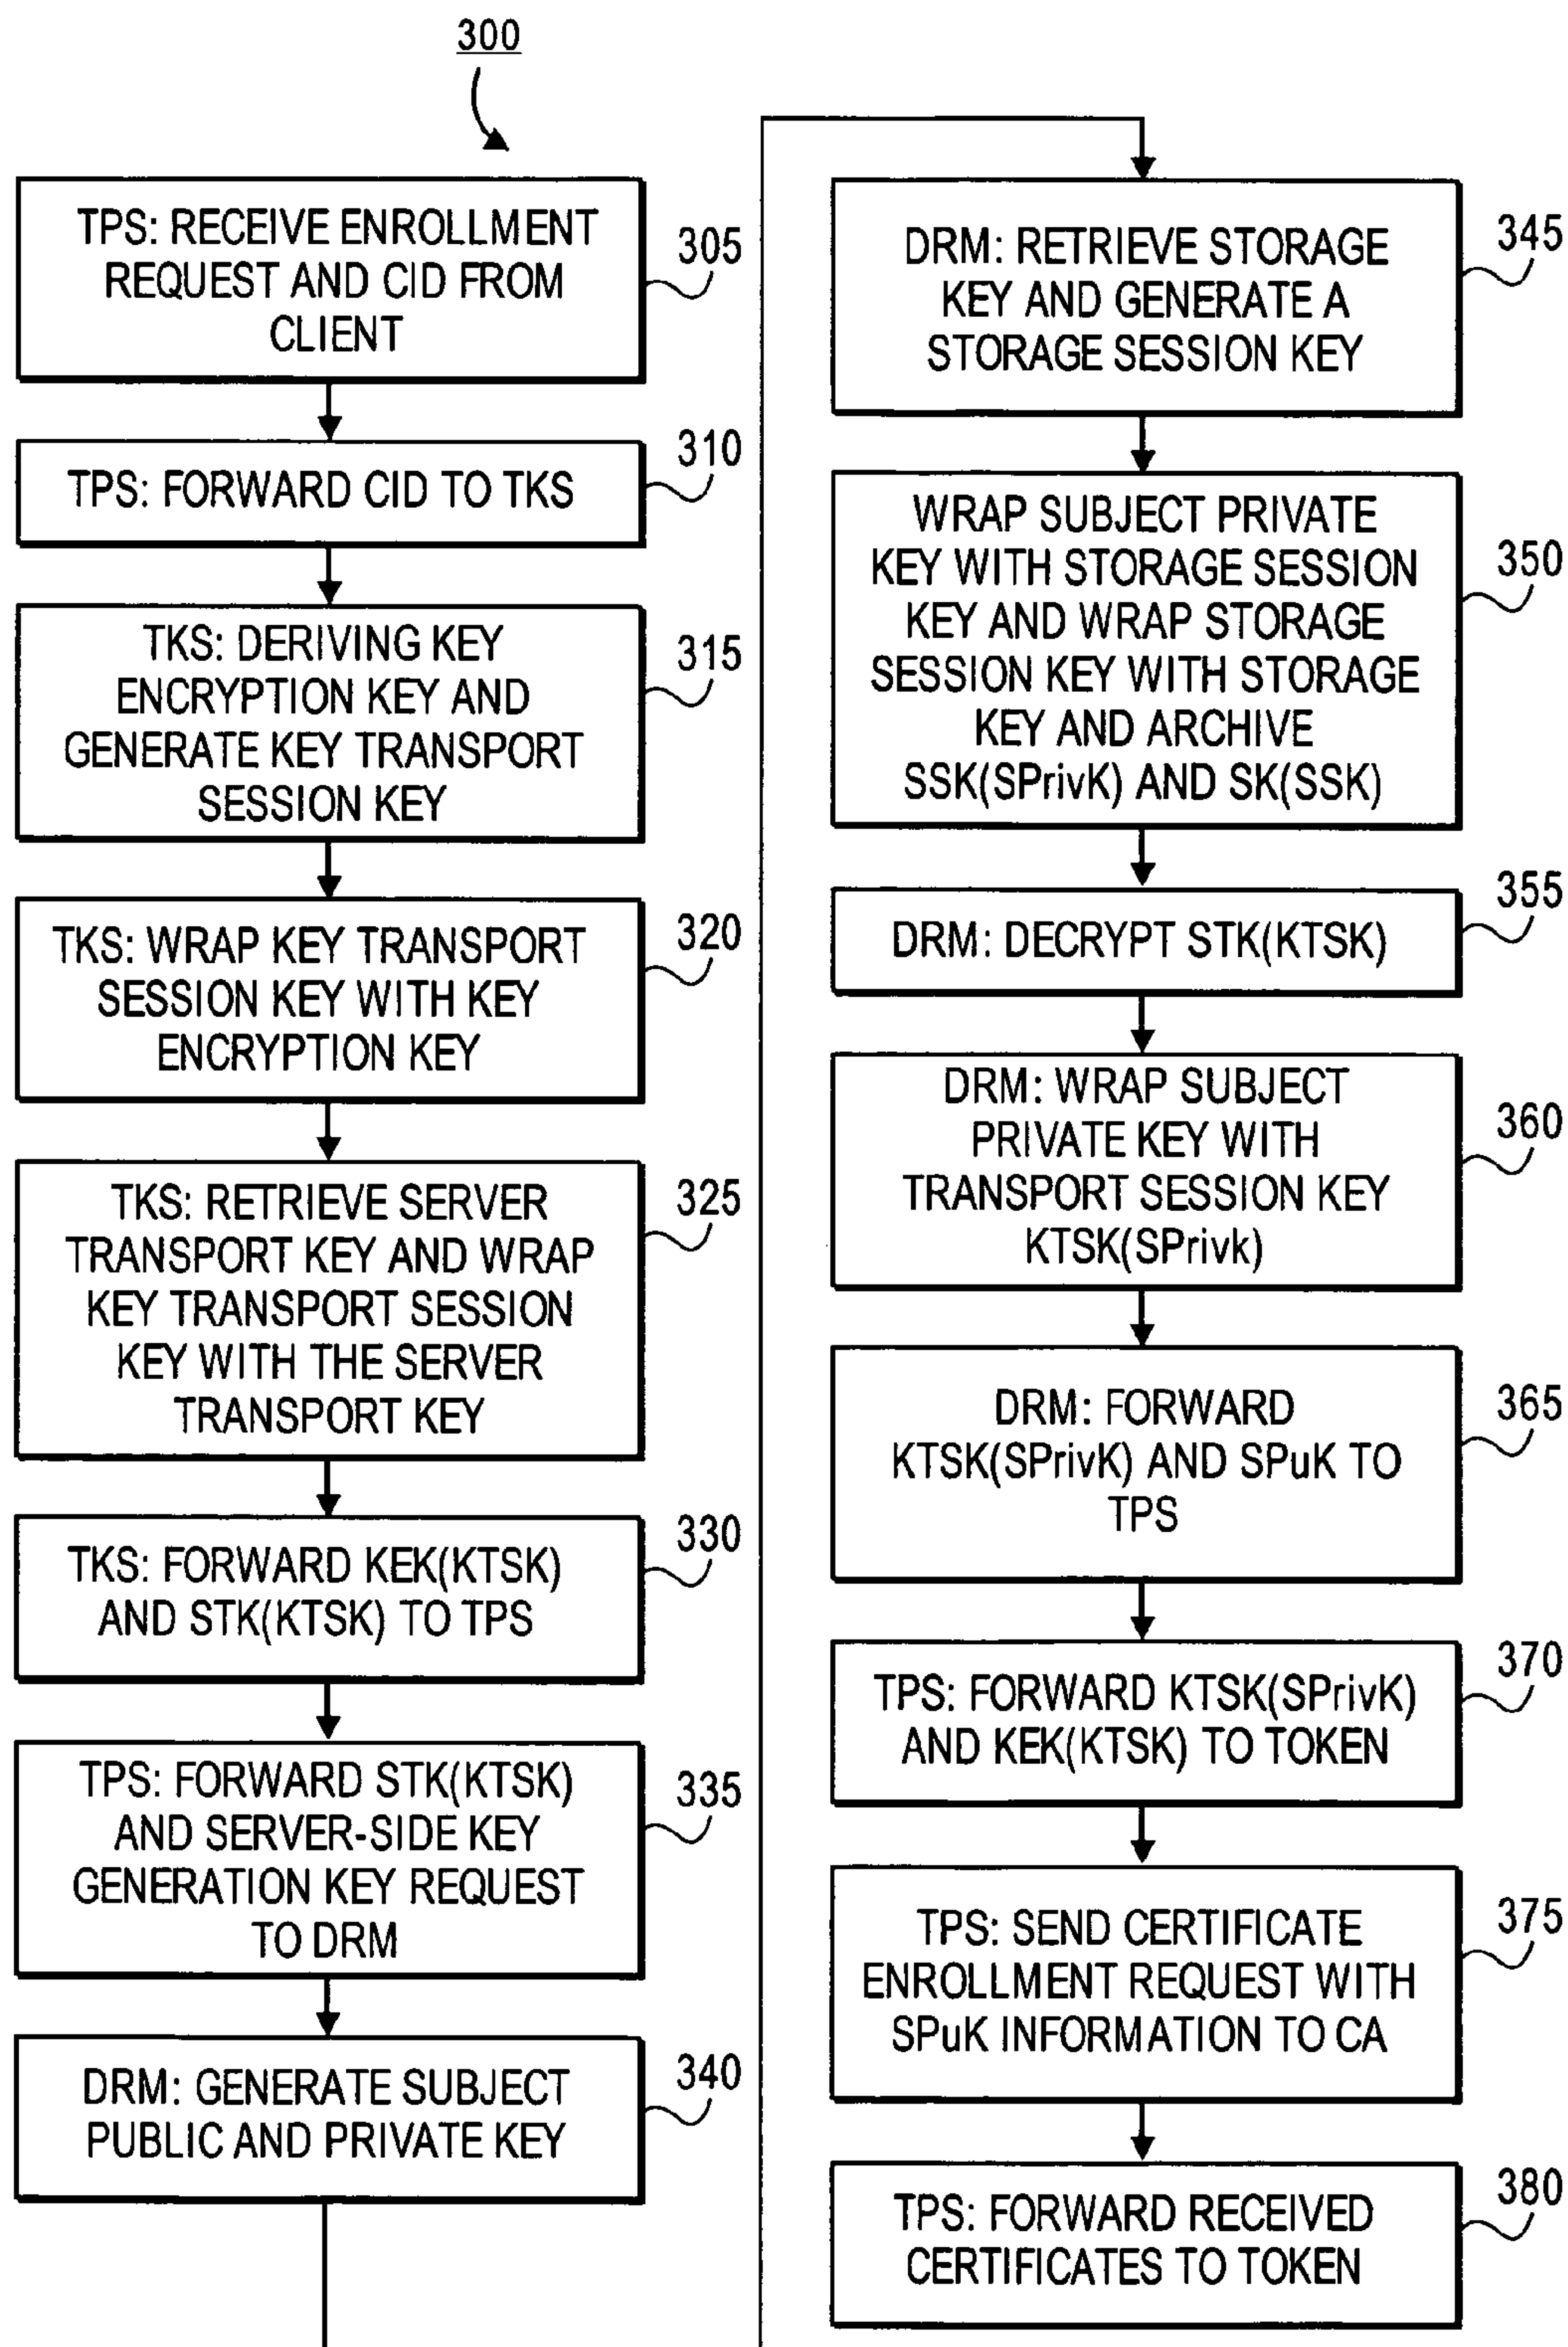 300
TPS: RECEIVE ENROLLMENT
REQUEST AND CID FROM
CLIENT
305
TPS: FORWARD CID TO TKS
310
TKS: DERIVING KEY
ENCRYPTION KEY AND
GENERATE KEY TRANSPORT
SESSION KEY
315
TKS: WRAP KEY TRANSPORT
SESSION KEY WITH KEY
ENCRYPTION KEY
320
TKS: RETRIEVE SERVER
TRANSPORT KEY AND WRAP
KEY TRANSPORT SESSION
KEY WITH THE SERVER
TRANSPORT KEY
325
TKS: FORWARD KEK(KTSK)
AND STK(KTSK) TO TPS
330
TPS: FORWARD STK(KTSK)
AND SERVER-SIDE KEY
GENERATION KEY REQUEST
TO DRM
335
DRM: GENERATE SUBJECT
PUBLIC AND PRIVATE KEY
340
DRM: RETRIEVE STORAGE
KEY AND GENERATE A
STORAGE SESSION KEY
345
WRAP SUBJECT PRIVATE
KEY WITH STORAGE SESSION
KEY AND WRAP STORAGE
SESSION KEY WITH STORAGE
KEY AND ARCHIVE
SSK(SPrivK) AND SK(SSK)
350
DRM: DECRYPT STK(KTSK)
355
DRM: WRAP SUBJECT
PRIVATE KEY WITH
TRANSPORT SESSION KEY
KTSK(SPrivk)
360
DRM: FORWARD
KTSK(SPrivK) AND SPuK TO
TPS
365
TPS: FORWARD KTSK(SPrivK)
AND KEK(KTSK) TO TOKEN
370
TPS: SEND CERTIFICATE
ENROLLMENT REQUEST WITH
SPuK INFORMATION TO CA
375
TPS: FORWARD RECEIVED
CERTIFICATES TO TOKEN
380